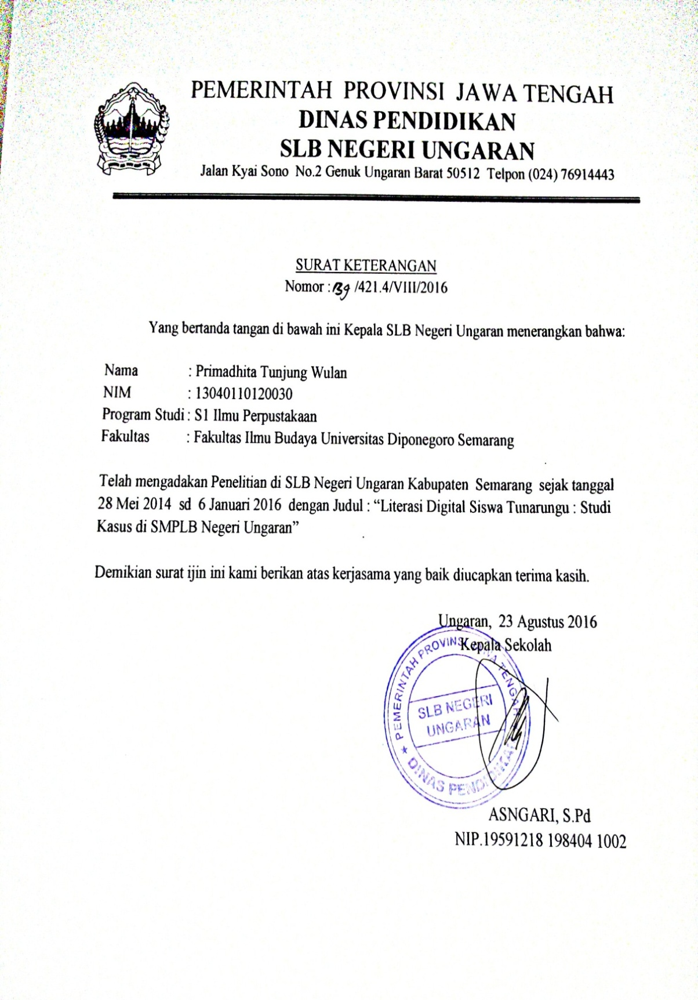 PEMERINTAH PROVINSI JAWA TENGAH
DINAS PENDIDIKAN
SLB NEGERI UNGARAN
Jalan Kyai Sono No.2 Genuk Ungaran Barat 50512 Telpon (024) 76914443
SURAT KETERANGAN
Nomor : 139 /421.4/VIII/2016
Yang bertanda tangan di bawah ini Kepala SLB Negeri Ungaran menerangkan bahwa:
Nama : Primadhita Tunjung Wulan
NIM : 13040110120030
Program Studi : S1 Ilmu Perpustakaan
Fakultas : Fakultas Ilmu Budaya Universitas Diponegoro Semarang
Telah mengadakan Penelitian di SLB Negeri Ungaran Kabupaten Semarang sejak tanggal
28 Mei 2014 sd 6 Januari 2016 dengan Judul : “Literasi Digital Siswa Tunarungu : Studi
Kasus di SMPLB Negeri Ungaran”
Demikian surat ijin ini kami berikan atas kerjasama yang baik diucapkan terima kasih.
Ungaran, 23 Agustus 2016
Kepala Sekolah
PEMERINTAH PROVINSI JAWA TENGAH
SLB NEGERI
UNGARAN
DINAS PENDIDIKAN
ASNGARI, S.Pd
NIP.19591218 198404 1002